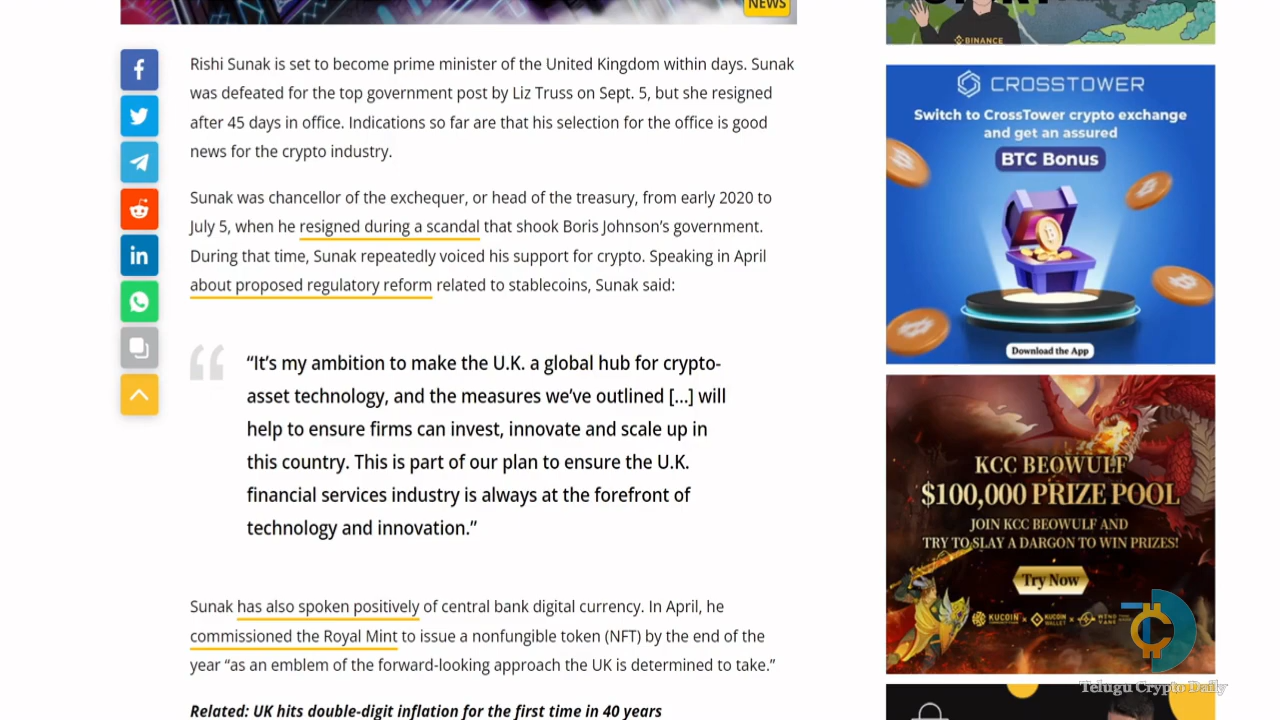 NEWS
Rishi Sunak is set to become prime minister of the United Kingdom within days. Sunak
was defeated for the top government post by Liz Truss on Sept. 5, but she resigned
after 45 days in office. Indications so far are that his selection for the office is good
news for the crypto industry.
Sunak was chancellor of the exchequer, or head of the treasury, from early 2020 to
July 5, when he resigned during a scandal that shook Boris Johnson’s government.
During that time, Sunak repeatedly voiced his support for crypto. Speaking in April
about proposed regulatory reform related to stablecoins, Sunak said:
“It’s my ambition to make the U.K. a global hub for crypto-
asset technology, and the measures we’ve outlined [...] will
help to ensure firms can invest, innovate and scale up in
this country. This is part of our plan to ensure the U.K.
financial services industry is always at the forefront of
technology and innovation.”
Sunak has also spoken positively of central bank digital currency. In April, he
commissioned the Royal Mint to issue a nonfungible token (NFT) by the end of the
year “as an emblem of the forward-looking approach the UK is determined to take.”
Related: UK hits double-digit inflation for the first time in 40 years
BINANCE
CROSSTOWER
Switch to CrossTower crypto exchange
and get an assured
BTC Bonus
Download the App
KCC BEOWULF
$100,000 PRIZE POOL
JOIN KCC BEOWULF AND
TRY TO SLAY A DARGON TO WIN PRIZES!
Try Now
KUCOIN
KUCOIN
Telugu Crypto Daily